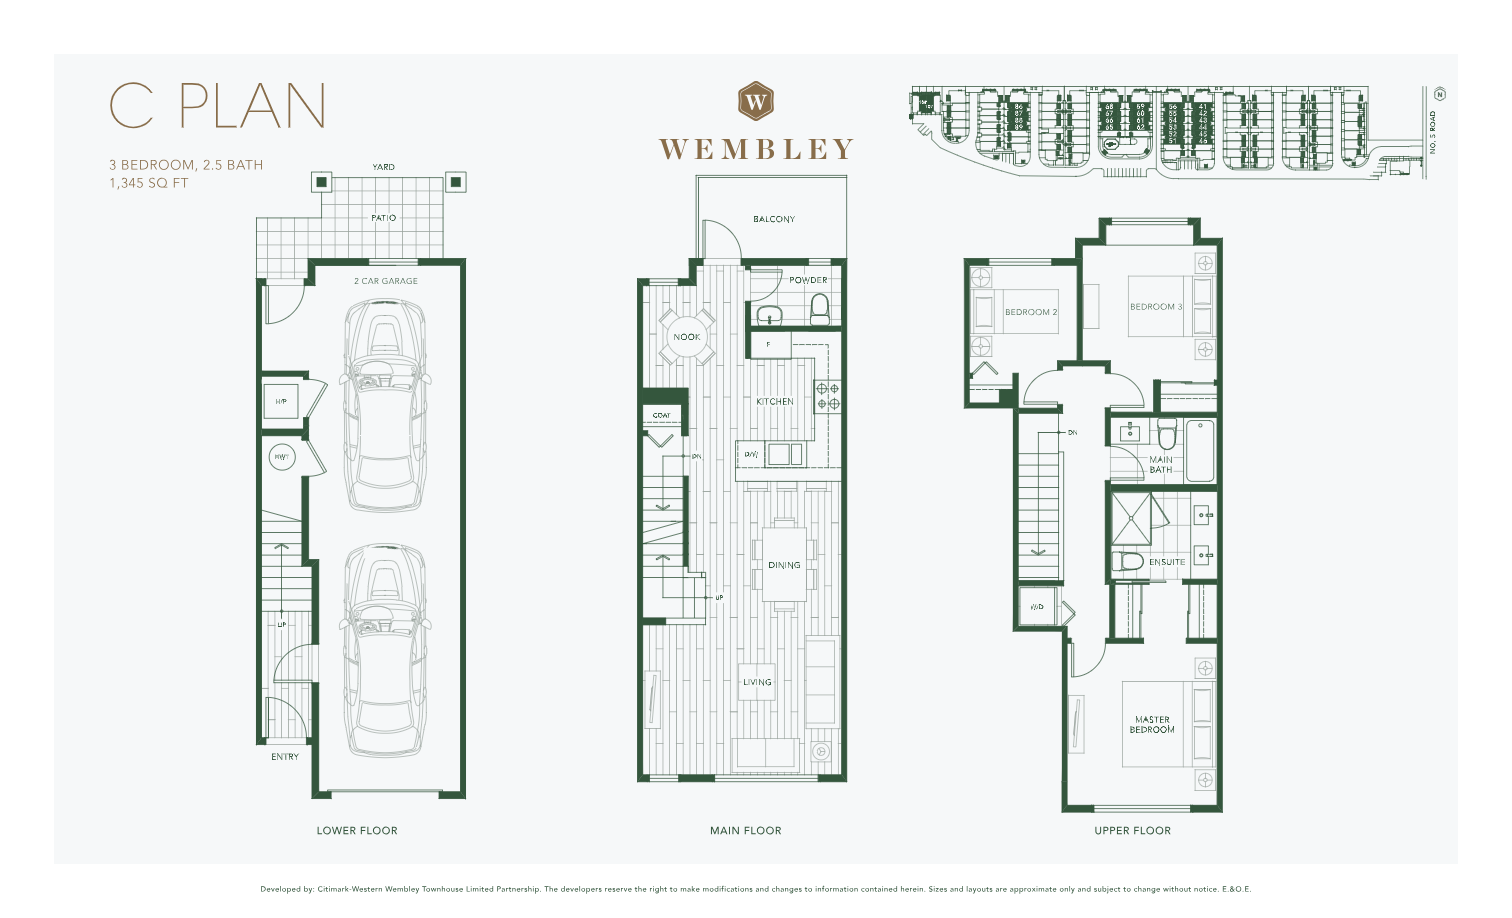 C PLAN
3 BEDROOM, 2.5 BATH
1,345 SQ FT
W
WEMBLEY
86
87
88
89
68
67
66
65
59
60
61
62
56
55
54
53
52
51
41
42
43
44
45
46
N
NO. 5 ROAD
YARD
PATIO
2 CAR GARAGE
H/P
HWT
UP
ENTRY
LOWER FLOOR
BALCONY
POWDER
NOOK
F
KITCHEN
COAT
DN
D/W
DINING
UP
LIVING
MAIN FLOOR
BEDROOM 2
BEDROOM 3
DN
MAIN
BATH
ENSUITE
W/D
MASTER
BEDROOM
UPPER FLOOR
Developed by: Citimark-Western Wembley Townhouse Limited Partnership. The developers reserve the right to make modifications and changes to information contained herein. Sizes and layouts are approximate only and subject to change without notice. E.&O.E.